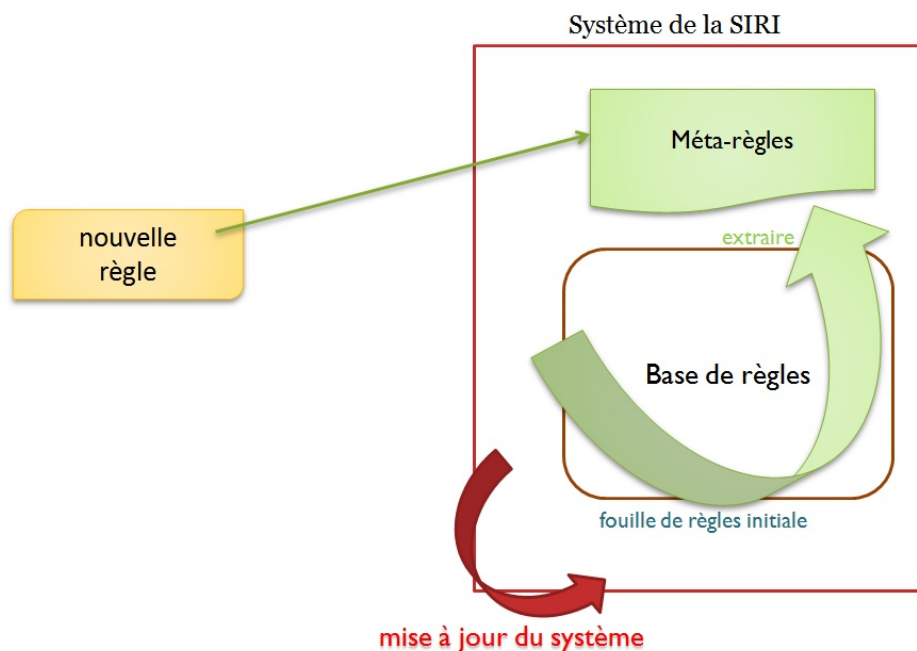 Système de la SIRI
Méta-règles
nouvelle
règle
extraire
Base de règles
fouille de règles initiale
mise à jour du système